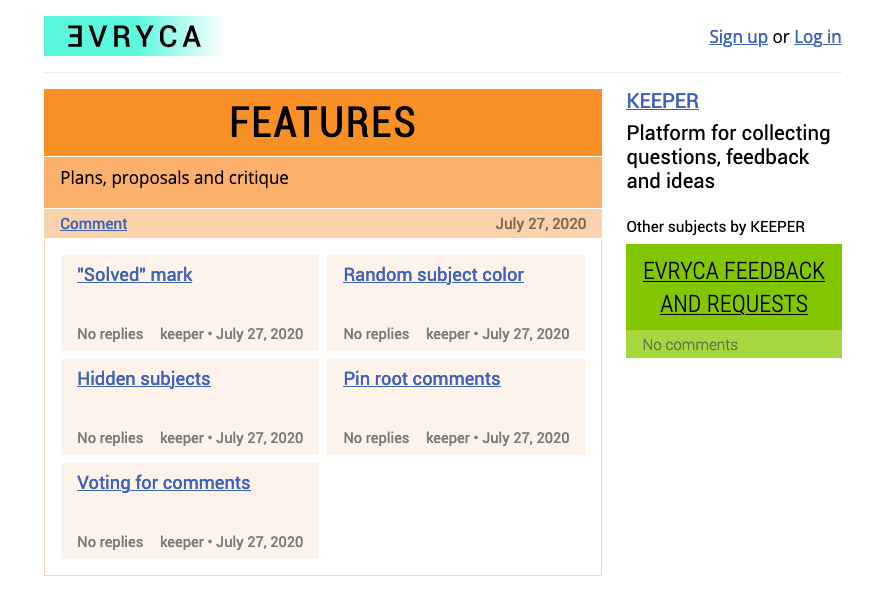 ƎVRYCA
Sign up or Log in
FEATURES
Plans, proposals and critique
Comment July 27, 2020
"Solved" mark
No replies keeper • July 27, 2020
Random subject color
No replies keeper • July 27, 2020
Hidden subjects
No replies keeper • July 27, 2020
Pin root comments
No replies keeper • July 27, 2020
Voting for comments
No replies keeper • July 27, 2020
KEEPER
Platform for collecting
questions, feedback
and ideas
Other subjects by KEEPER
EVRYCA FEEDBACK
AND REQUESTS
No comments